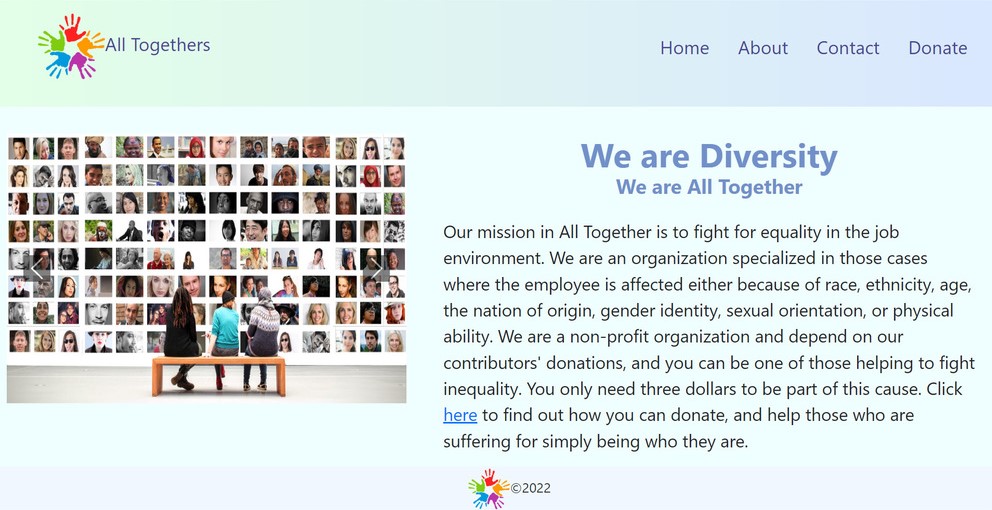 All Togethers
Home About Contact Donate
We are Diversity
We are All Together
Our mission in All Together is to fight for equality in the job
environment. We are an organization specialized in those cases
where the employee is affected either because of race, ethnicity, age,
the nation of origin, gender identity, sexual orientation, or physical
ability. We are a non-profit organization and depend on our
contributors' donations, and you can be one of those helping to fight
inequality. You only need three dollars to be part of this cause. Click
here to find out how you can donate, and help those who are
suffering for simply being who they are.
©2022